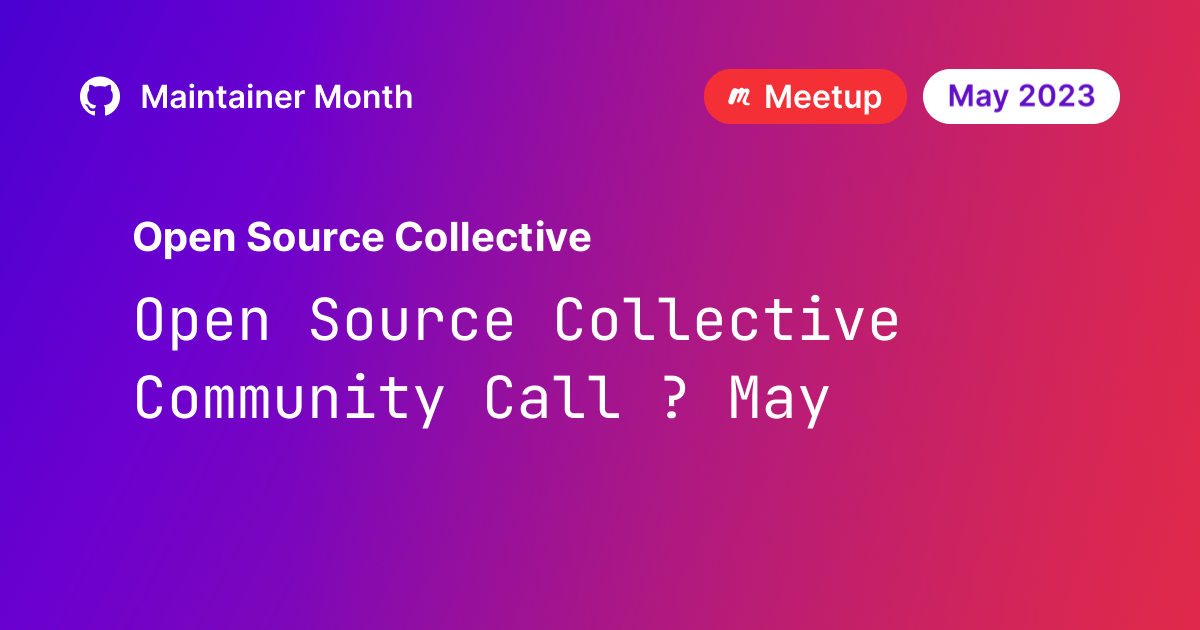 Maintainer Month
Meetup
May 2023
Open Source Collective
Open Source Collective
Community Call ? May